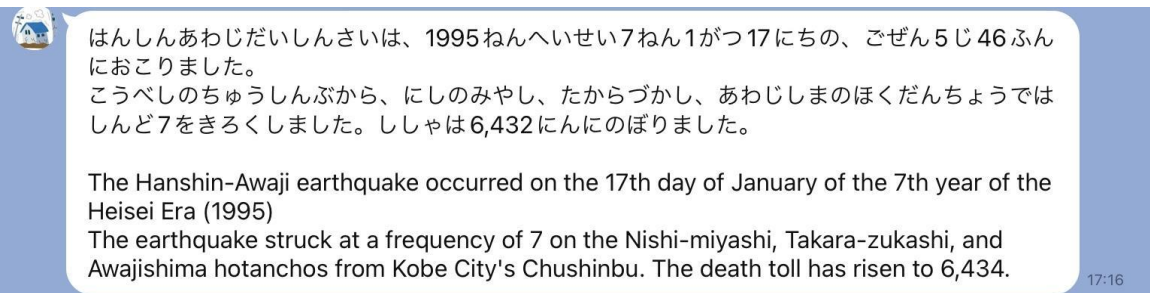 はんしんあわじだいしんさいは、1995ねんへいせい7ねん1がつ17にちの、ごぜん5じ46ふん
におこりました。
こうべしのちゅうしんぶから、にしのみやし、たからづかし、あわじしまのほくだんちょうでは
しんど7をきろくしました。ししゃは6,432にんにのぼりました。
The Hanshin-Awaji earthquake occurred on the 17th day of January of the 7th year of the
Heisei Era (1995)
The earthquake struck at a frequency of 7 on the Nishi-miyashi, Takara-zukashi, and
Awajishima hotanchos from Kobe City's Chushinbu. The death toll has risen to 6,434.
17:16